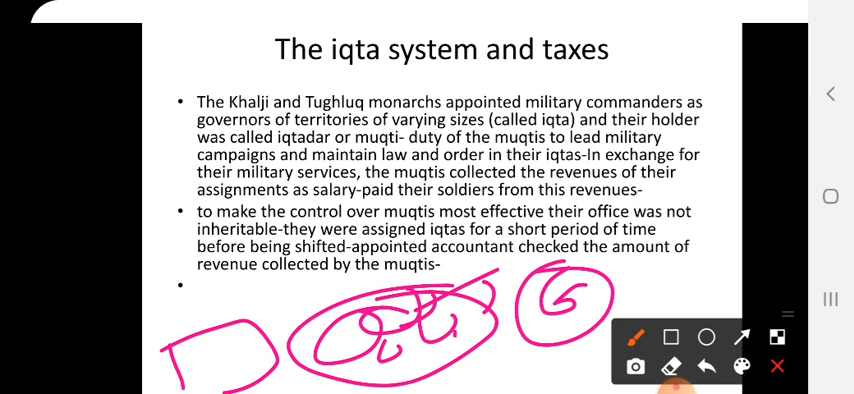 The iqta system and taxes
• The Khalji and Tughluq monarchs appointed military commanders as
governors of territories of varying sizes (called iqta) and their holder
was called iqtadar or muqti- duty of the muqtis to lead military
campaigns and maintain law and order in their iqtas-In exchange for
their military services, the muqtis collected the revenues of their
assignments as salary-paid their soldiers from this revenues-
• to make the control over muqtis most effective their office was not
inheritable-they were assigned iqtas for a short period of time
before being shifted-appointed accountant checked the amount of
revenue collected by the muqtis-
•